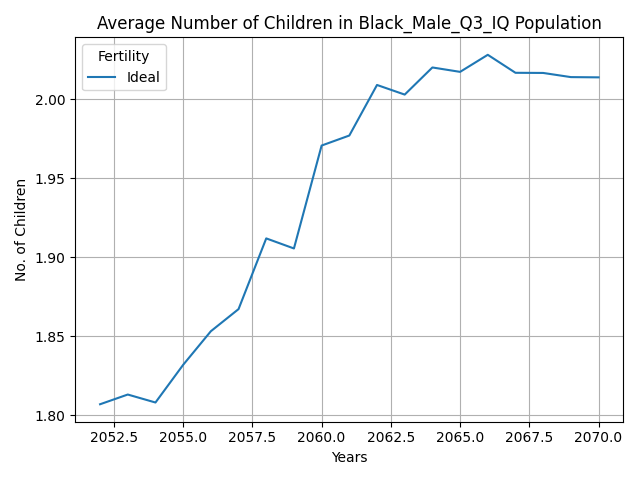 Average Number of Children in Black_Male_Q3_IQ Population
Fertility
Ideal
No. of Children
2.00
1.95
1.90
1.85
1.80
2052.5 2055.0 2057.5 2060.0 2062.5 2065.0 2067.5 2070.0
Years